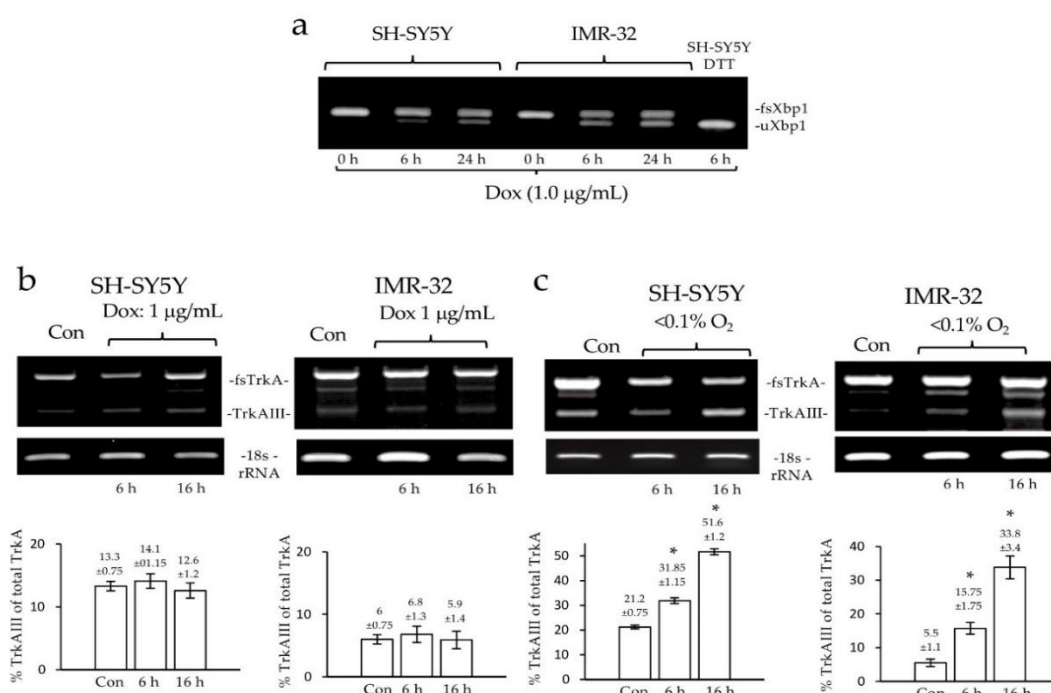 a
SH-SY5Y
IMR-32
SH-SY5Y
DTT
-fsXbp1
-uXbp1
0 h 6 h 24 h 0 h 6 h 24 h 6 h
Dox (1.0 µg/mL)
b
SH-SY5Y
Dox: 1 µg/mL
Con
IMR-32
Dox 1 µg/mL
Con
-fsTrkA-
-TrkAIII-
-18s -
rRNA
6 h 16 h
6 h 16 h
% TrkAIII of total TrkA
20
10
0
13.3
±0.75
14.1
±01.15
12.6
±1.2
Con 6 h 16 h
20
10
0
6
±0.75
6.8
±1.3
5.9
±1.4
Con 6 h 16 h
c
SH-SY5Y
<0.1% O₂
Con
IMR-32
<0.1% O₂
Con
-fsTrkA-
-TrkAIII-
-18s -
rRNA
6 h 16 h
6 h 16 h
% TrkAIII of total TrkA
50
40
30
20
10
0
21.2
±0.75
*
31.85
±1.15
*
51.6
±1.2
Con 6 h 16 h
% TrkAIII of total TrkA
40
30
20
10
0
5.5
±1.1
*
15.75
±1.75
*
33.8
±3.4
Con 6 h 16 h